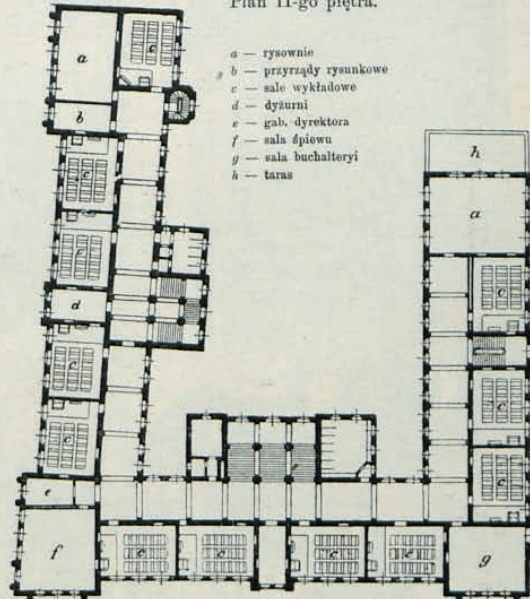 Plan II-go piętra.
a — rysownie
b — przyrządy rysunkowe
c — sale wykładowe
d — dyżurni
e — gab. dyrektora
f — sala śpiewu
g — sala buchalteryi
h — taras
a
c
b
c
c
d
c
c
e
f
c
c
c
c
g
h
a
c
c
c